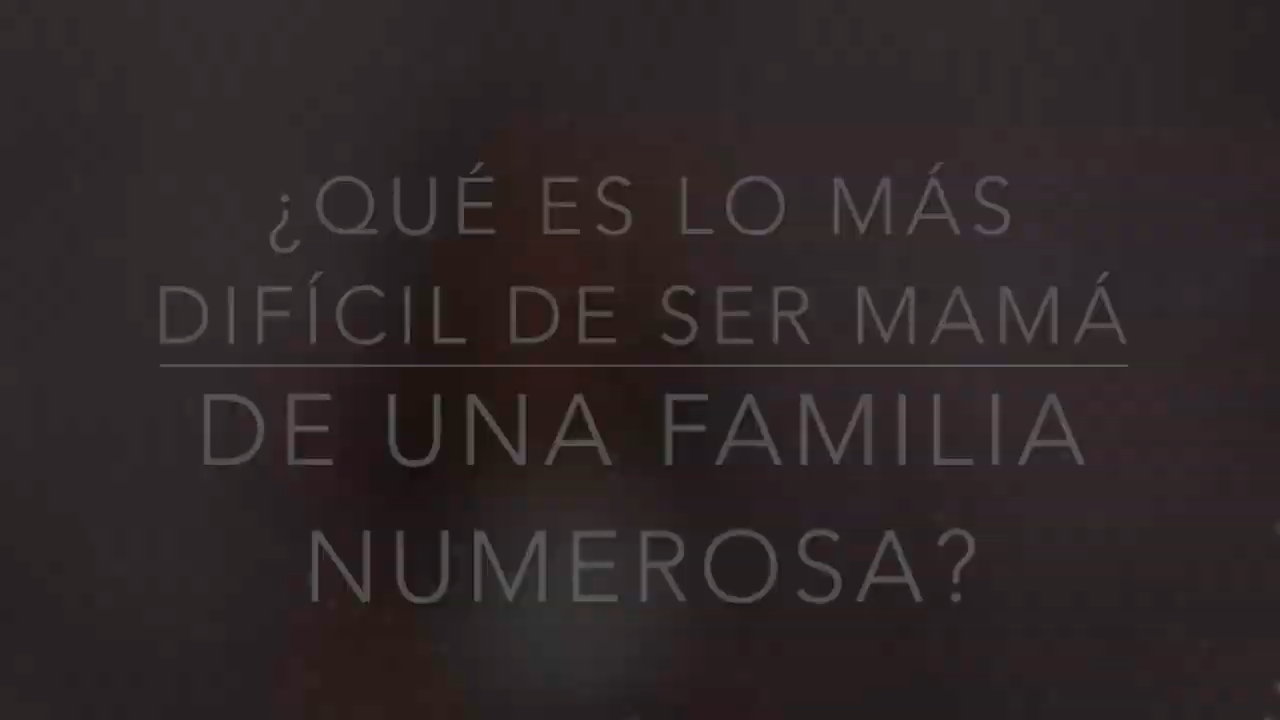 ¿QUÉ ES LO MÁS
DIFÍCIL DE SER MAMÁ
DE UNA FAMILIA
NUMEROSA?